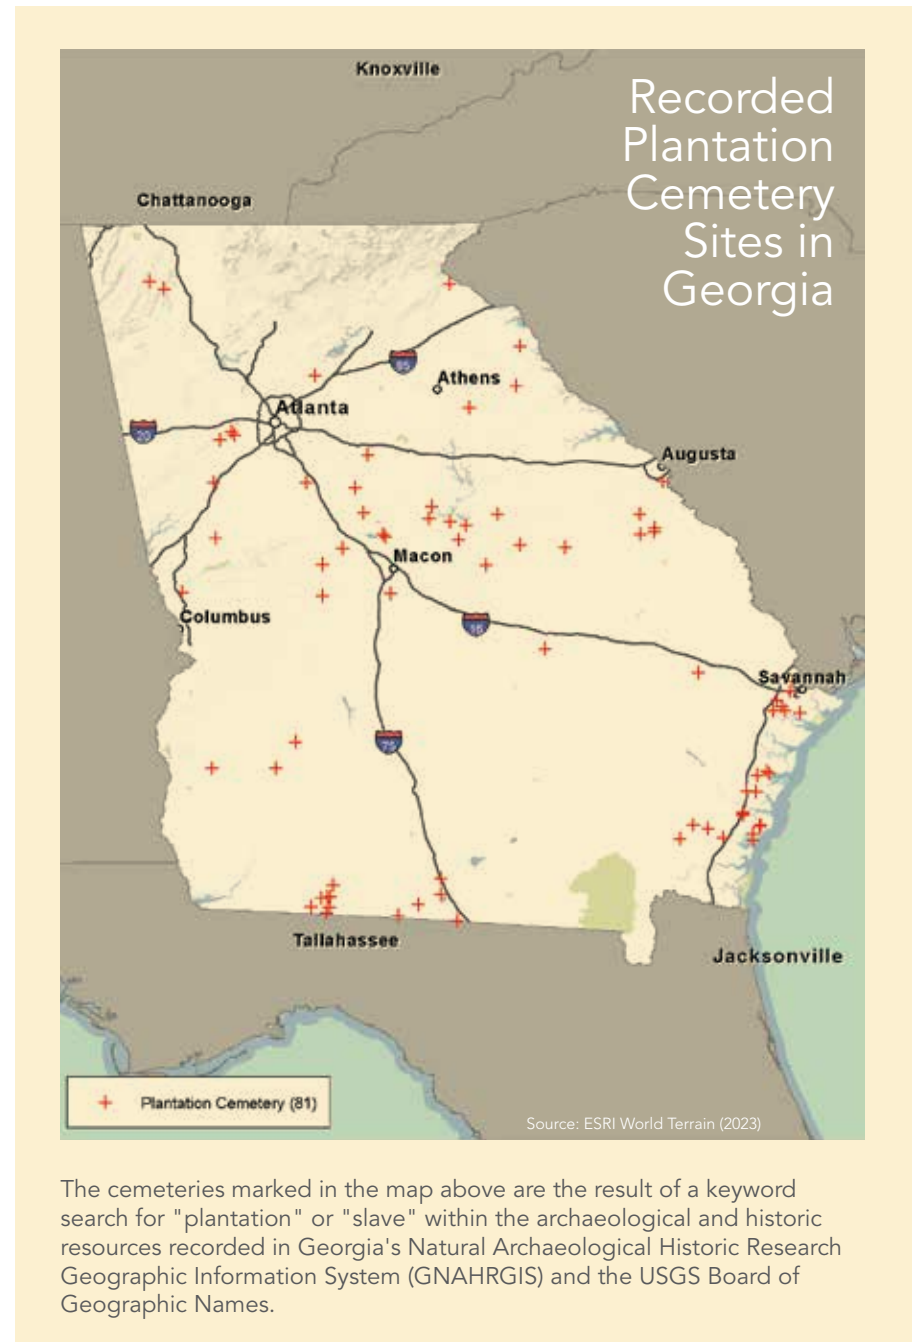 Knoxville
Recorded
Plantation
Cemetery
Sites in
Georgia
Chattanooga
85
Athens
Atlanta
20
Augusta
Macon
Columbus
16
Savannah
75
Tallahassee
Jacksonville
Plantation Cemetery (81)
Source: ESRI World Terrain (2023)
The cemeteries marked in the map above are the result of a keyword
search for "plantation" or "slave" within the archaeological and historic
resources recorded in Georgia's Natural Archaeological Historic Research
Geographic Information System (GNAHRGIS) and the USGS Board of
Geographic Names.